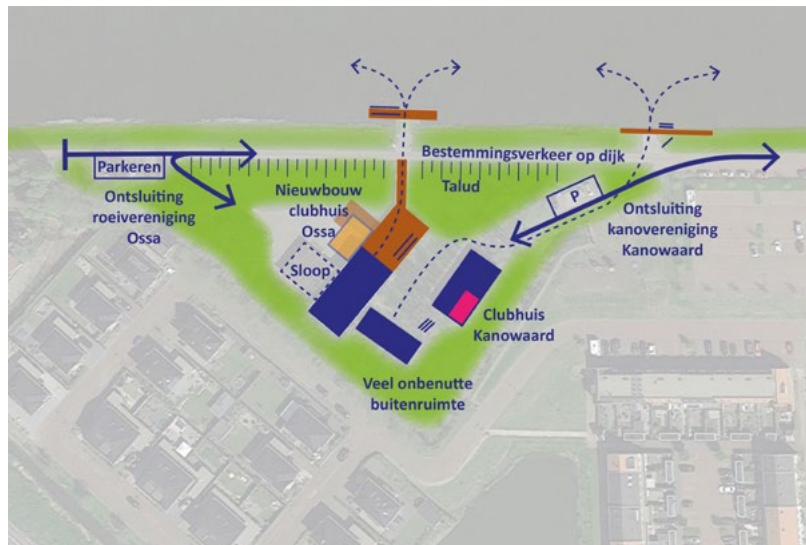 Bestemmingsverkeer op dijk
Parkeren
Ontsluiting
roeivereniging
Ossa
Nieuwbouw
clubhuis
Ossa
Talud
P
Ontsluiting
kanovereniging
Kanowaard
Sloop
Clubhuis
Kanowaard
Veel onbenutte
buitenruimte